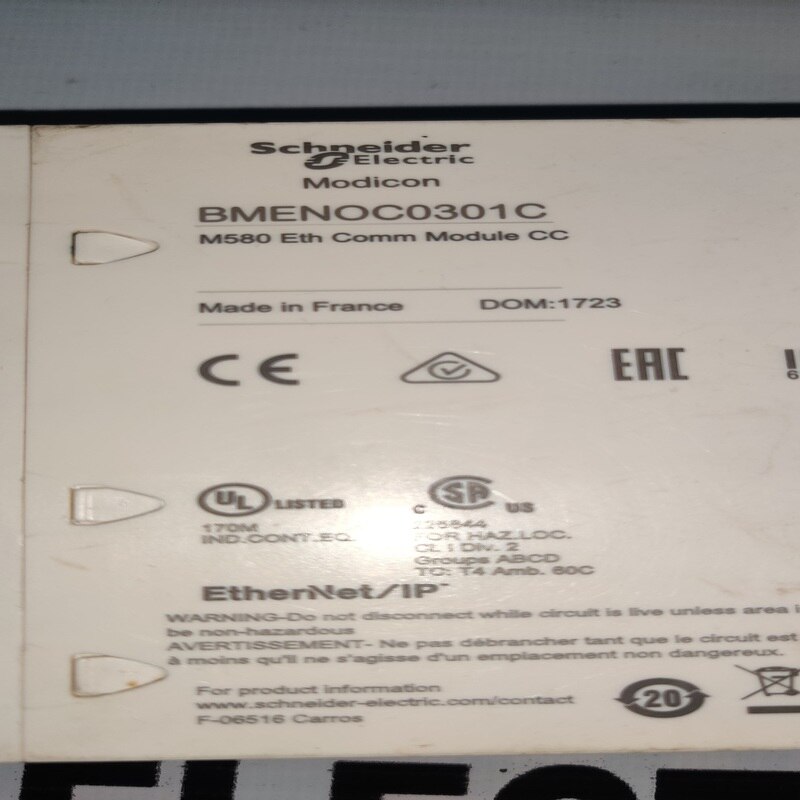 Schneider
Electric
Modicon
BMENOC0301C
M580 Eth Comm Module CC
Made in France DOM:1723
CE EAC
UL LISTED
170M
IND.CONT.EQ.
C SA US
FOR HAZ.LOC.
CL I DIV. 2
Groups ABCD
TC: T4 Amb. 60C
EtherNet/IP™
WARNING-Do not disconnect while circuit is live unless area
be non-hazardous
AVERTISSEMENT- Ne pas débrancher tant que le circuit est
à moins qu'il ne s'agisse d'un emplacement non dangereux.
For product information
www.schneider-electric.com/contact
F-06516 Carros
20